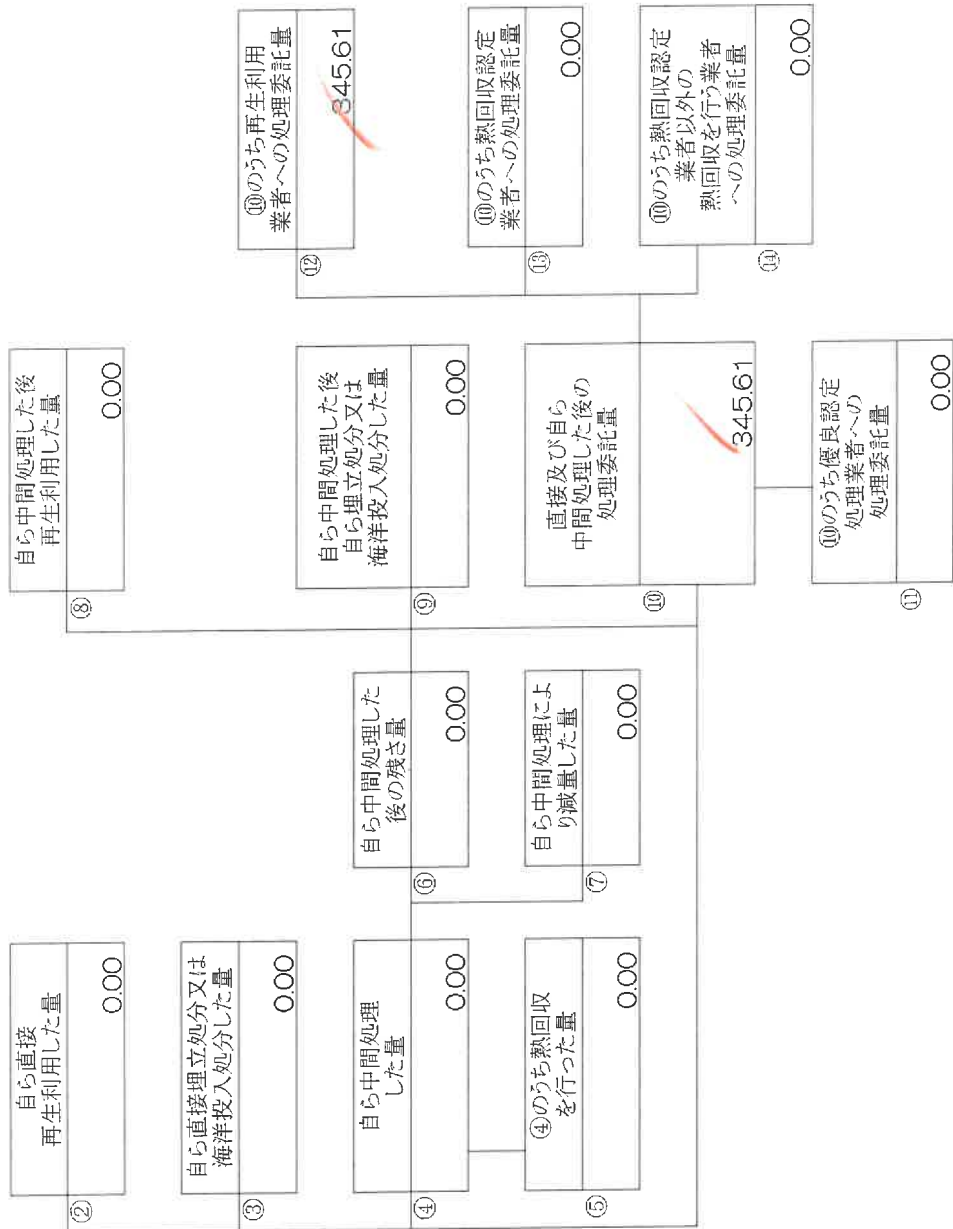 ②
自ら直接
再生利用した量
0.00
③
自ら直接埋立処分又は
海洋投入処分した量
0.00
④
自ら中間処理
した量
0.00
⑤
④のうち熱回収
を行った量
0.00
⑥
自ら中間処理した
後の残さ量
0.00
⑦
自ら中間処理によ
り減量した量
0.00
⑧
自ら中間処理した後
再生利用した量
0.00
⑨
自ら中間処理した後
自ら埋立処分又は
海洋投入処分した量
0.00
⑩
直接及び自ら
中間処理した後の
処理委託量
345.61
⑪
⑩のうち優良認定
処理業者への
処理委託量
0.00
⑫
⑩のうち再生利用
業者への処理委託量
345.61
⑬
⑩のうち熱回収認定
業者への処理委託量
0.00
⑭
⑩のうち熱回収認定
業者以外の
熱回収を行う業者
への処理委託量
0.00